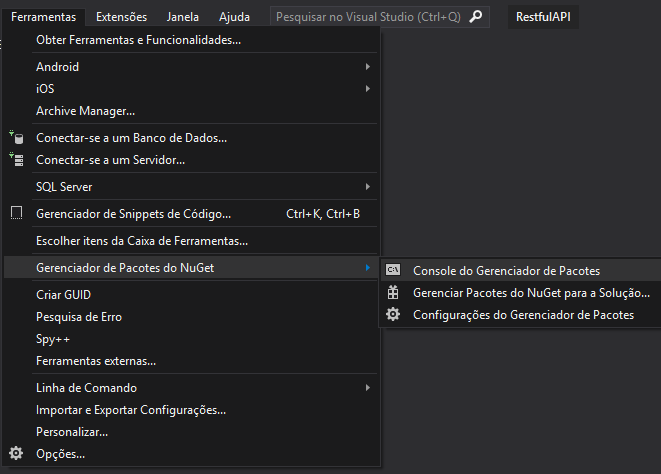 Ferramentas Extensões Janela Ajuda Pesquisar no Visual Studio (Ctrl+Q) RestfulAPI
Obter Ferramentas e Funcionalidades...
Android
iOS
Archive Manager...
Conectar-se a um Banco de Dados...
Conectar-se a um Servidor...
SQL Server
Gerenciador de Snippets de Código... Ctrl+K, Ctrl+B
Escolher itens da Caixa de Ferramentas...
Gerenciador de Pacotes do NuGet
C:\ Console do Gerenciador de Pacotes
Gerenciar Pacotes do NuGet para a Solução...
Configurações do Gerenciador de Pacotes
Criar GUID
Pesquisa de Erro
Spy++
Ferramentas externas...
Linha de Comando
Importar e Exportar Configurações...
Personalizar...
Opções...